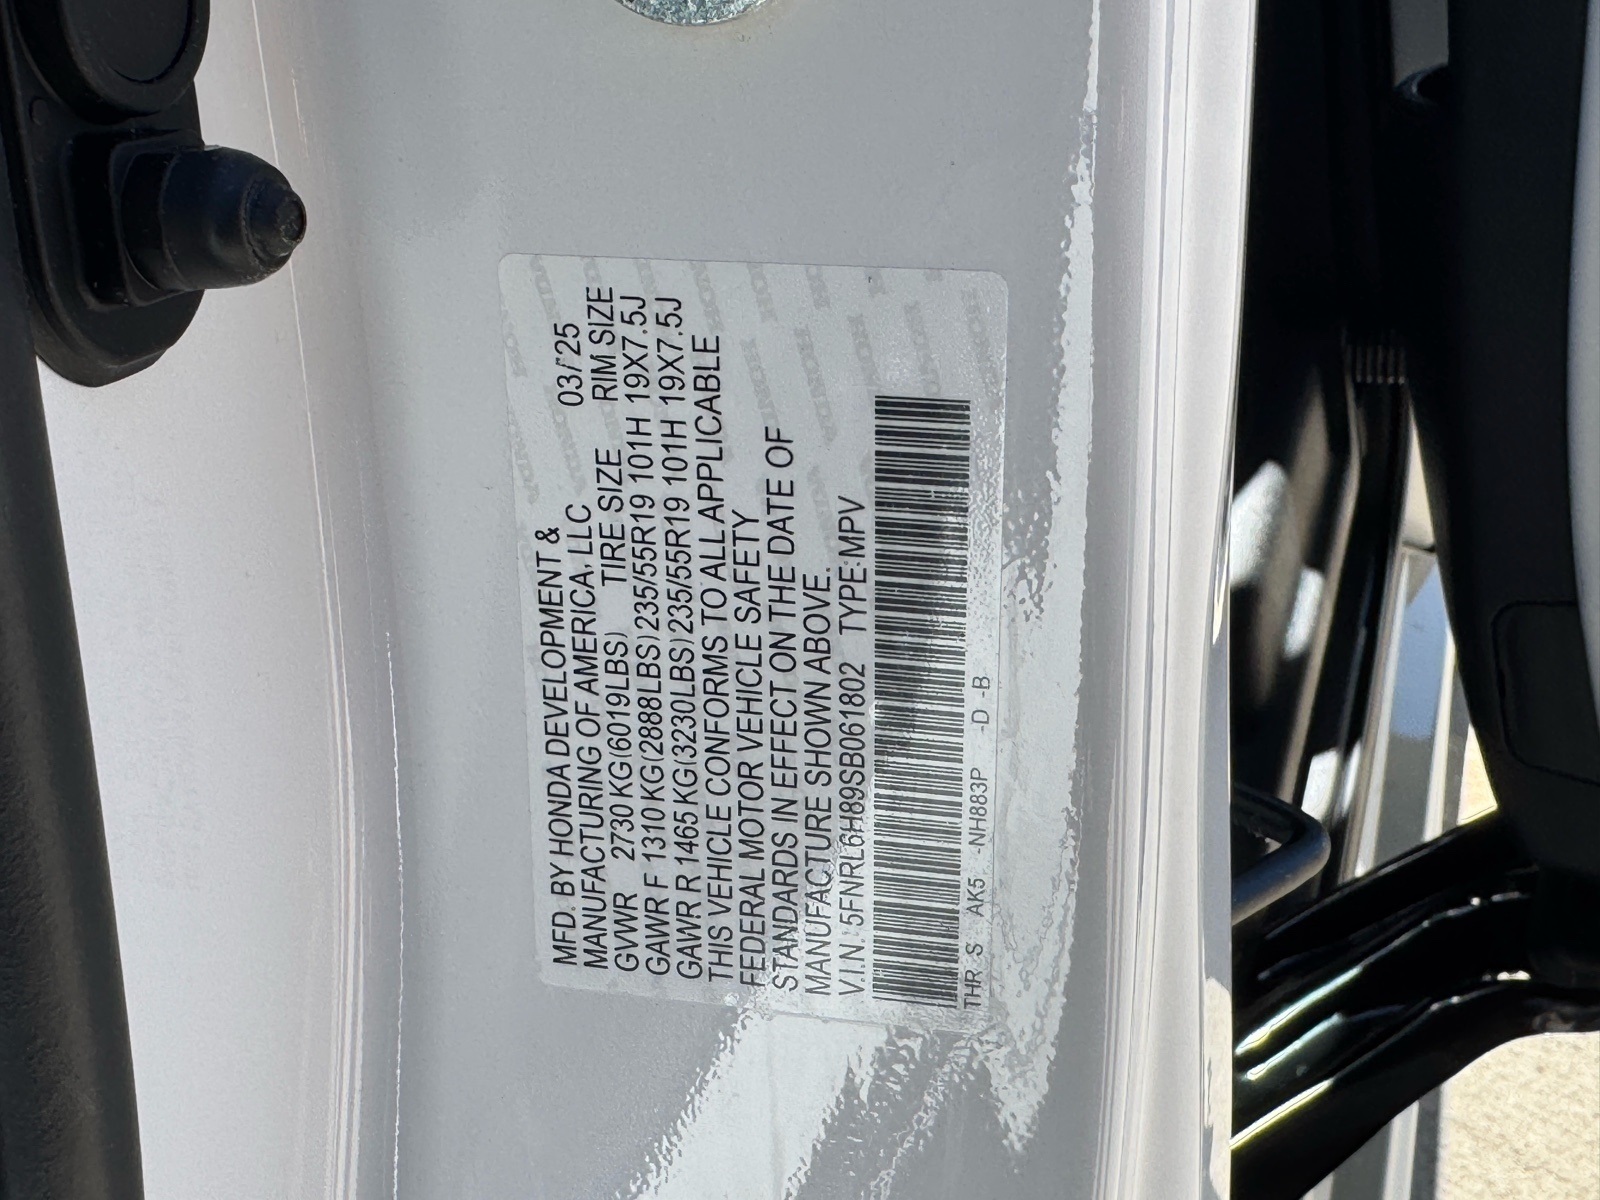 MFD. BY HONDA DEVELOPMENT &
MANUFACTURING OF AMERICA, LLC 03/25
GVWR 2730 KG(6019LBS) TIRE SIZE RIM SIZE
GAWR F 1310 KG(2888LBS) 235/55R19 101H 19X7.5J
GAWR R 1465 KG(3230LBS) 235/55R19 101H 19X7.5J
THIS VEHICLE CONFORMS TO ALL APPLICABLE
FEDERAL MOTOR VEHICLE SAFETY
STANDARDS IN EFFECT ON THE DATE OF
MANUFACTURE SHOWN ABOVE.
V.I.N. 5FNRL6H89SB061802 TYPE:MPV
THR S AK5 -NH883P -D -B